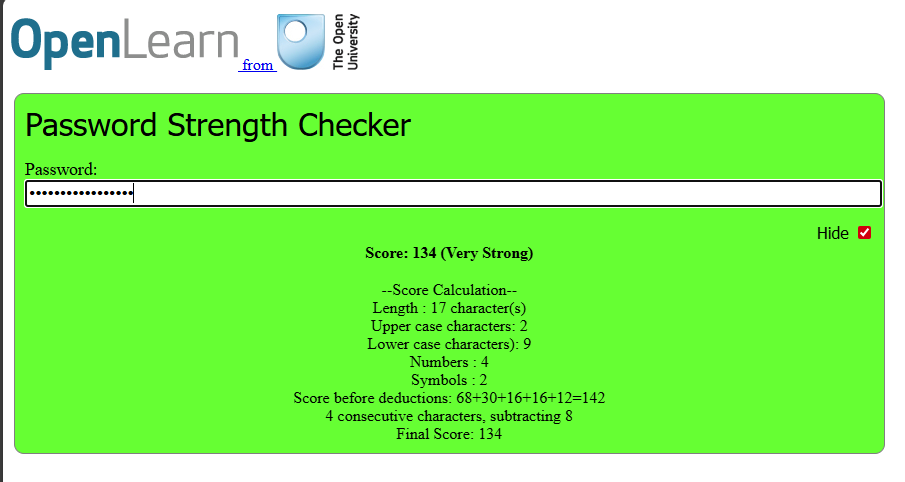 OpenLearn from The Open University
Password Strength Checker
Password:
•••••••••••••••••
Hide
Score: 134 (Very Strong)
--Score Calculation--
Length : 17 character(s)
Upper case characters: 2
Lower case characters): 9
Numbers : 4
Symbols : 2
Score before deductions: 68+30+16+16+12=142
4 consecutive characters, subtracting 8
Final Score: 134